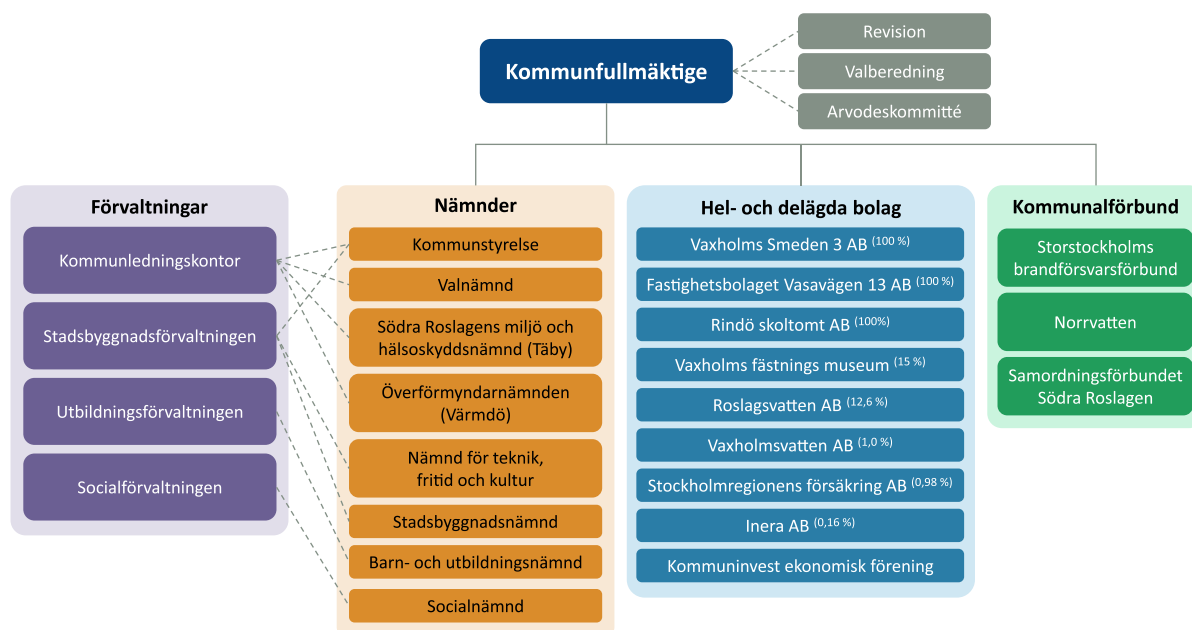 Kommunfullmäktige
Revision
Valberedning
Arvodeskommitté
Förvaltningar
Kommunledningskontor
Stadsbyggnadsförvaltningen
Utbildningsförvaltningen
Socialförvaltningen
Nämnder
Kommunstyrelse
Valnämnd
Södra Roslagens miljö och
hälsoskyddsnämnd (Täby)
Överförmyndarnämnden
(Värmdö)
Nämnd för teknik,
fritid och kultur
Stadsbyggnadsnämnd
Barn- och utbildningsnämnd
Socialnämnd
Hel- och delägda bolag
Vaxholms Smeden 3 AB (100 %)
Fastighetsbolaget Vasavägen 13 AB (100 %)
Rindö skoltomt AB (100%)
Vaxholms fästnings museum (15 %)
Roslagsvatten AB (12,6 %)
Vaxholmsvatten AB (1,0 %)
Stockholmregionens försäkring AB (0,98 %)
Inera AB (0,16 %)
Kommuninvest ekonomisk förening
Kommunalförbund
Storstockholms
brandförsvarsförbund
Norrvatten
Samordningsförbundet
Södra Roslagen